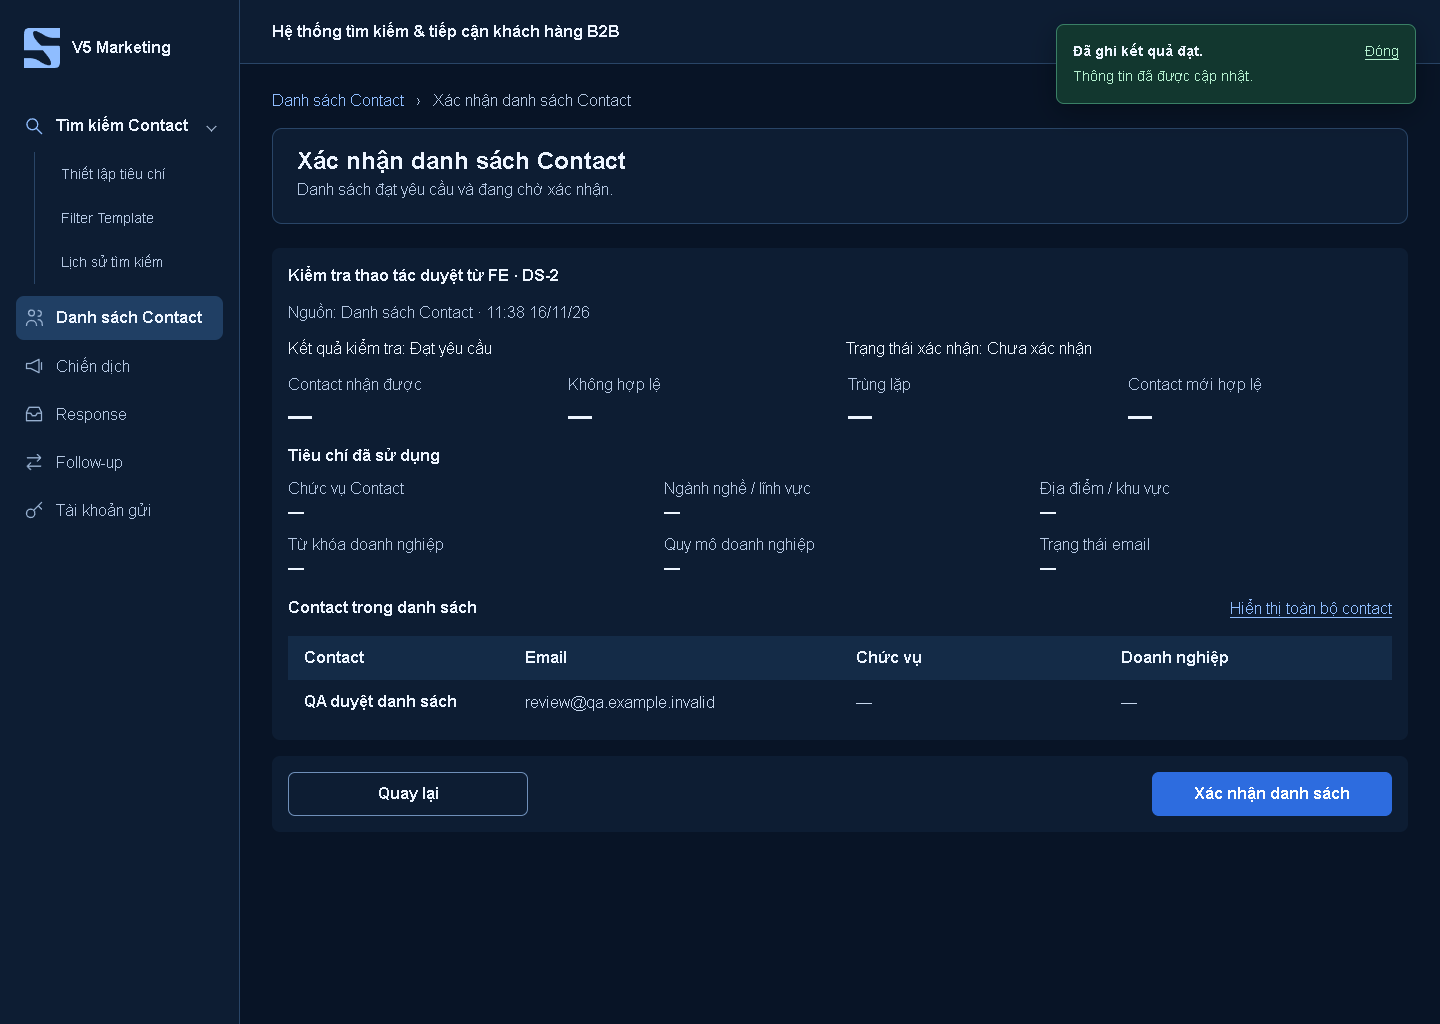 V5 Marketing
Hệ thống tìm kiếm & tiếp cận khách hàng B2B
Đã ghi kết quả đạt.
Đóng
Thông tin đã được cập nhật.
Tìm kiếm Contact
Thiết lập tiêu chí
Filter Template
Lịch sử tìm kiếm
Danh sách Contact
Chiến dịch
Response
Follow-up
Tài khoản gửi
Danh sách Contact › Xác nhận danh sách Contact
Xác nhận danh sách Contact
Danh sách đạt yêu cầu và đang chờ xác nhận.
Kiểm tra thao tác duyệt từ FE · DS-2
Nguồn: Danh sách Contact · 11:38 16/11/26
Kết quả kiểm tra: Đạt yêu cầu
Trạng thái xác nhận: Chưa xác nhận
Contact nhận được
Không hợp lệ
Trùng lặp
Contact mới hợp lệ
—
—
—
—
Tiêu chí đã sử dụng
Chức vụ Contact
Ngành nghề / lĩnh vực
Địa điểm / khu vực
—
—
—
Từ khóa doanh nghiệp
Quy mô doanh nghiệp
Trạng thái email
—
—
—
Contact trong danh sách
Hiển thị toàn bộ contact
Contact Email Chức vụ Doanh nghiệp
QA duyệt danh sách review@qa.example.invalid — —
Quay lại
Xác nhận danh sách